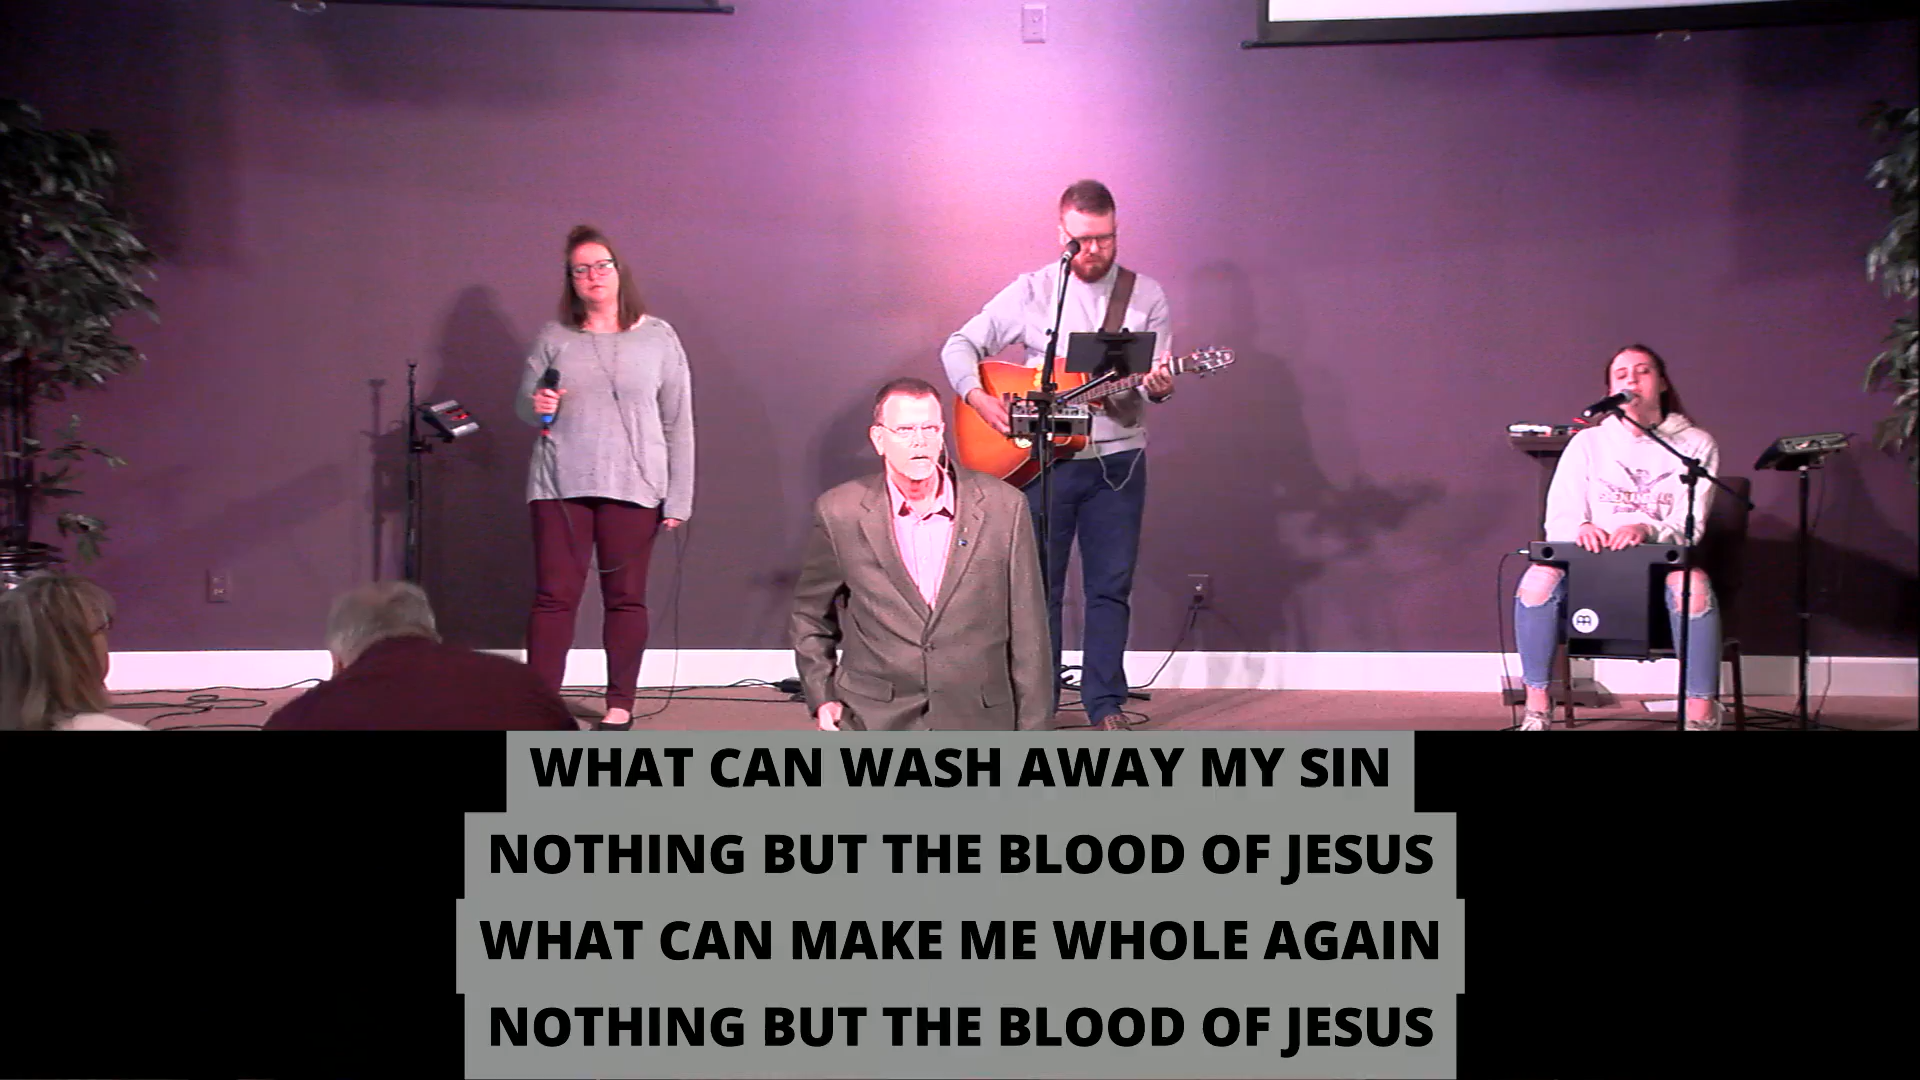 WHAT CAN WASH AWAY MY SIN
NOTHING BUT THE BLOOD OF JESUS
WHAT CAN MAKE ME WHOLE AGAIN
NOTHING BUT THE BLOOD OF JESUS